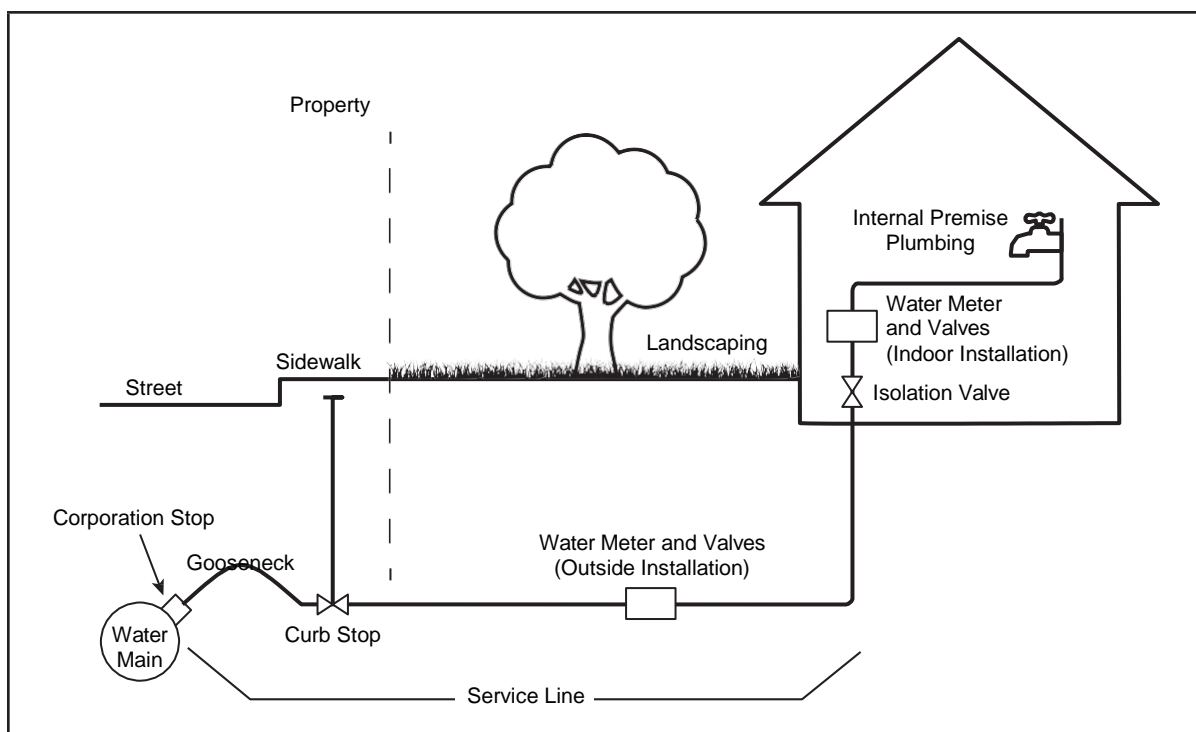 Property
Internal Premise
Plumbing
Water Meter
and Valves
(Indoor Installation)
Landscaping
Sidewalk
Street
Isolation Valve
Corporation Stop
Gooseneck
Water Meter and Valves
(Outside Installation)
Water
Main
Curb Stop
Service Line